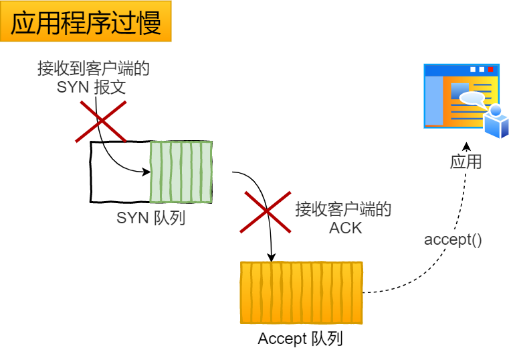 应用程序过慢
接收到客户端的
SYN 报文
SYN 队列
接收客户端的
ACK
应用
accept()
Accept 队列